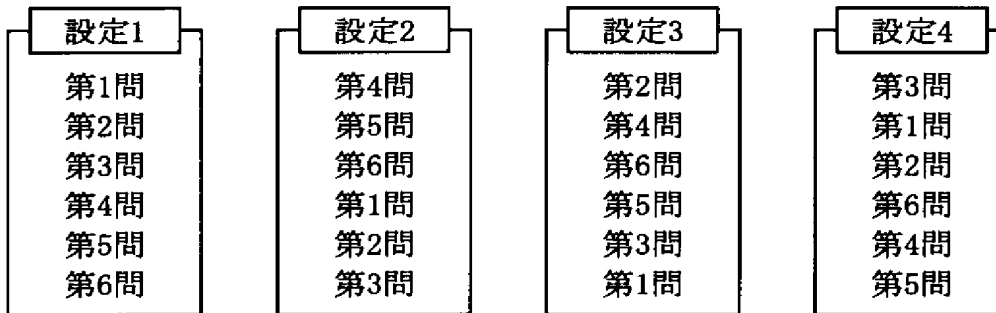 設定1
第1問
第2問
第3問
第4問
第5問
第6問
設定2
第4問
第5問
第6問
第1問
第2問
第3問
設定3
第2問
第4問
第6問
第5問
第3問
第1問
設定4
第3問
第1問
第2問
第6問
第4問
第5問